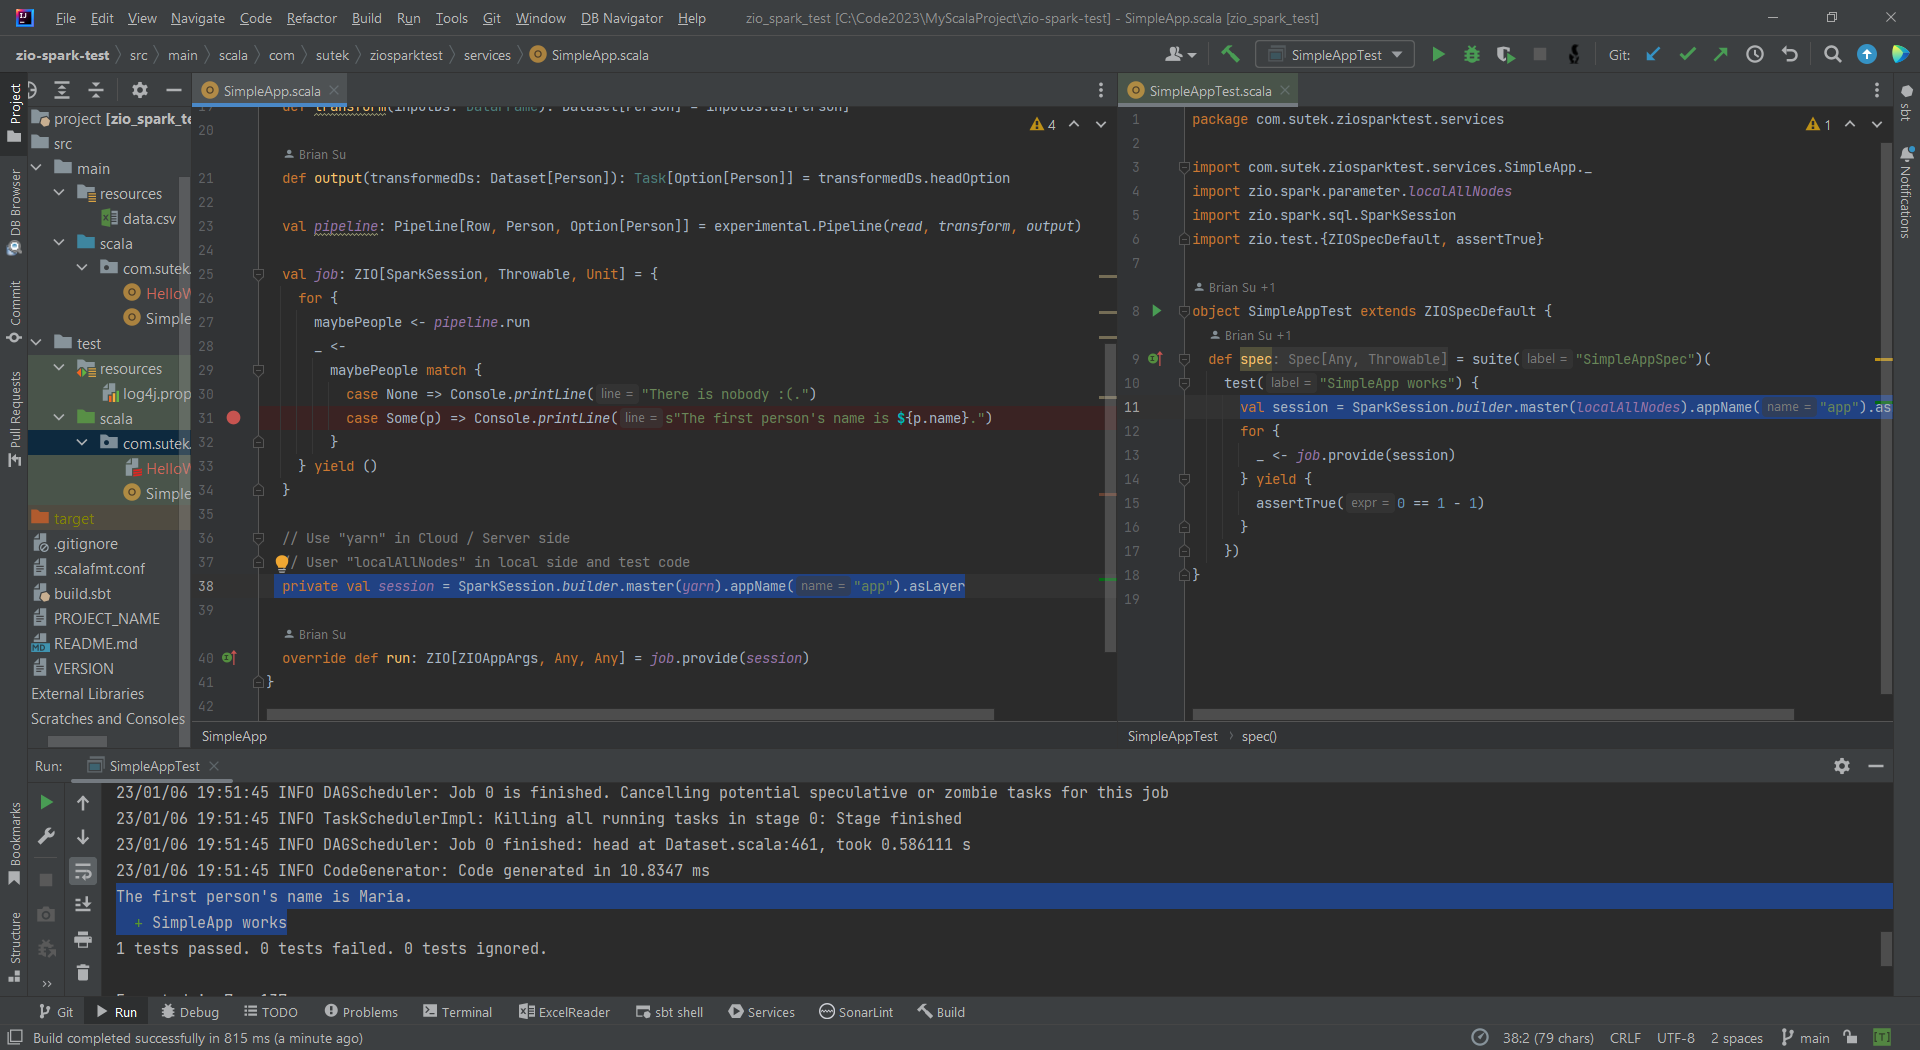 File Edit View Navigate Code Refactor Build Run Tools Git Window DB Navigator Help zio_spark_test [C:\Code2023\MyScalaProject\zio-spark-test] - SimpleApp.scala [zio_spark_test]
zio-spark-test src main scala com sutek ziosparktest services SimpleApp.scala SimpleAppTest Git:
Project
DB Browser
Commit
Pull Requests
Bookmarks
Structure
project [zio_spark_te
src
main
resources
data.csv
scala
com.sutek.
HelloW
Simple
test
resources
log4j.prop
scala
com.sutek.
HelloW
Simple
target
.gitignore
.scalafmt.conf
build.sbt
PROJECT_NAME
README.md
VERSION
External Libraries
Scratches and Consoles
SimpleApp.scala
4
19 def transform(inputDs: DataFrame): Dataset[Person] = inputDs.as[Person]
20
Brian Su
21 def output(transformedDs: Dataset[Person]): Task[Option[Person]] = transformedDs.headOption
22
23 val pipeline: Pipeline[Row, Person, Option[Person]] = experimental.Pipeline(read, transform, output)
24
25 val job: ZIO[SparkSession, Throwable, Unit] = {
26 for {
27 maybePeople <- pipeline.run
28 _ <-
29 maybePeople match {
30 case None => Console.printLine( line = "There is nobody :(.")
31 case Some(p) => Console.printLine( line = s"The first person's name is ${p.name}.")
32 }
33 } yield ()
34 }
35
36 // Use "yarn" in Cloud / Server side
37 // User "localAllNodes" in local side and test code
38 private val session = SparkSession.builder.master(yarn).appName( name = "app").asLayer
39
Brian Su
40 override def run: ZIO[ZIOAppArgs, Any, Any] = job.provide(session)
41 }
42
SimpleApp
SimpleAppTest.scala
1
1 package com.sutek.ziosparktest.services
2
3 import com.sutek.ziosparktest.services.SimpleApp._
4 import zio.spark.parameter.localAllNodes
5 import zio.spark.sql.SparkSession
6 import zio.test.{ZIOSpecDefault, assertTrue}
7
Brian Su +1
8 object SimpleAppTest extends ZIOSpecDefault {
Brian Su +1
9 def spec: Spec[Any, Throwable] = suite( label = "SimpleAppSpec")(
10 test( label = "SimpleApp works") {
11 val session = SparkSession.builder.master(localAllNodes).appName( name = "app").as
12 for {
13 _ <- job.provide(session)
14 } yield {
15 assertTrue( expr = 0 == 1 - 1)
16 }
17 })
18 }
19
SimpleAppTest spec()
sbt
Notifications
Run: SimpleAppTest
23/01/06 19:51:45 INFO DAGScheduler: Job 0 is finished. Cancelling potential speculative or zombie tasks for this job
23/01/06 19:51:45 INFO TaskSchedulerImpl: Killing all running tasks in stage 0: Stage finished
23/01/06 19:51:45 INFO DAGScheduler: Job 0 finished: head at Dataset.scala:461, took 0.586111 s
23/01/06 19:51:45 INFO CodeGenerator: Code generated in 10.8347 ms
The first person's name is Maria.
+ SimpleApp works
1 tests passed. 0 tests failed. 0 tests ignored.
Git Run Debug TODO Problems Terminal ExcelReader sbt shell Services SonarLint Build
Build completed successfully in 815 ms (a minute ago) 38:2 (79 chars) CRLF UTF-8 2 spaces main [T]